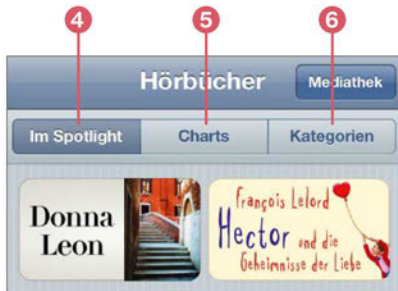 4 5 6
Hörbücher Mediathek
Im Spotlight Charts Kategorien
Donna
Leon
François Lelord
Hector und die
Geheimnisse der Liebe